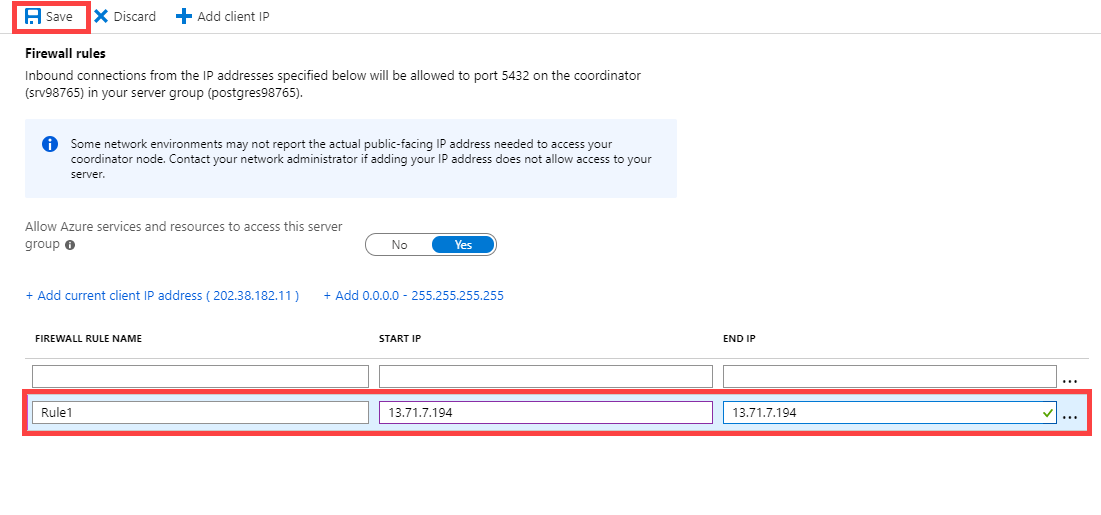 Save Discard Add client IP
Firewall rules
Inbound connections from the IP addresses specified below will be allowed to port 5432 on the coordinator
(srv98765) in your server group (postgres98765).
Some network environments may not report the actual public-facing IP address needed to access your
coordinator node. Contact your network administrator if adding your IP address does not allow access to your
server.
Allow Azure services and resources to access this server
group
No Yes
+ Add current client IP address ( 202.38.182.11 ) + Add 0.0.0.0 - 255.255.255.255
FIREWALL RULE NAME START IP END IP
...
Rule1 13.71.7.194 13.71.7.194 ...